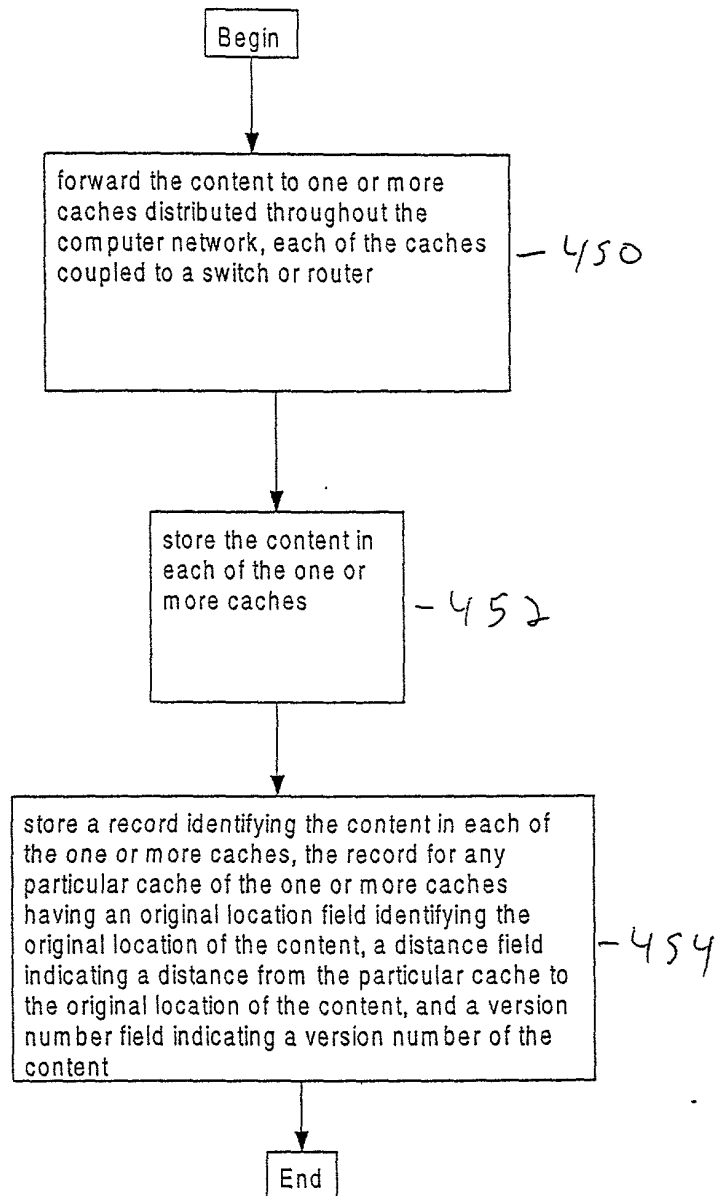 Begin
forward the content to one or more
caches distributed throughout the
computer network, each of the caches
coupled to a switch or router
- 450
store the content in
each of the one or
more caches
- 452
store a record identifying the content in each of
the one or more caches, the record for any
particular cache of the one or more caches
having an original location field identifying the
original location of the content, a distance field
indicating a distance from the particular cache to
the original location of the content, and a version
number field indicating a version number of the
content
- 454
End